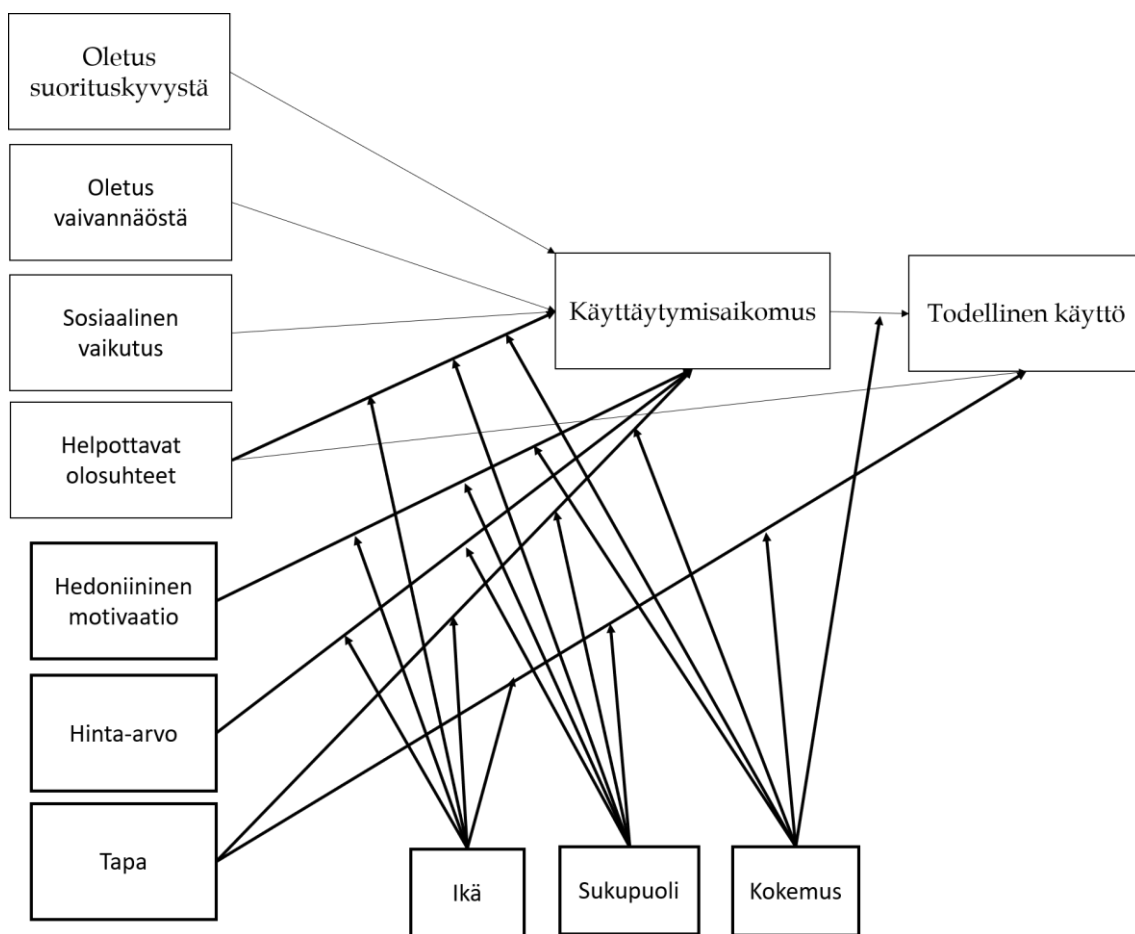 Oletus
suorituskyvystä
Oletus
vaivannäöstä
Sosiaalinen
vaikutus
Helpottavat
olosuhteet
Hedoniininen
motivaatio
Hinta-arvo
Tapa
Käyttäytymisaikomus
Todellinen käyttö
Ikä
Sukupuoli
Kokemus